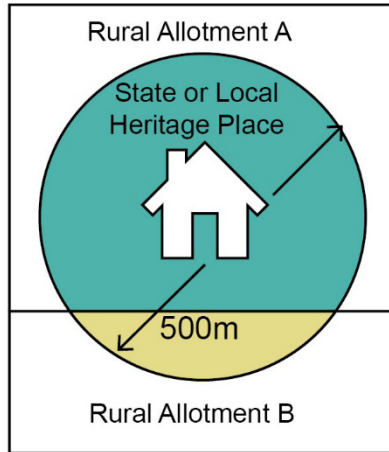 Rural Allotment A
State or Local
Heritage Place
500m
Rural Allotment B